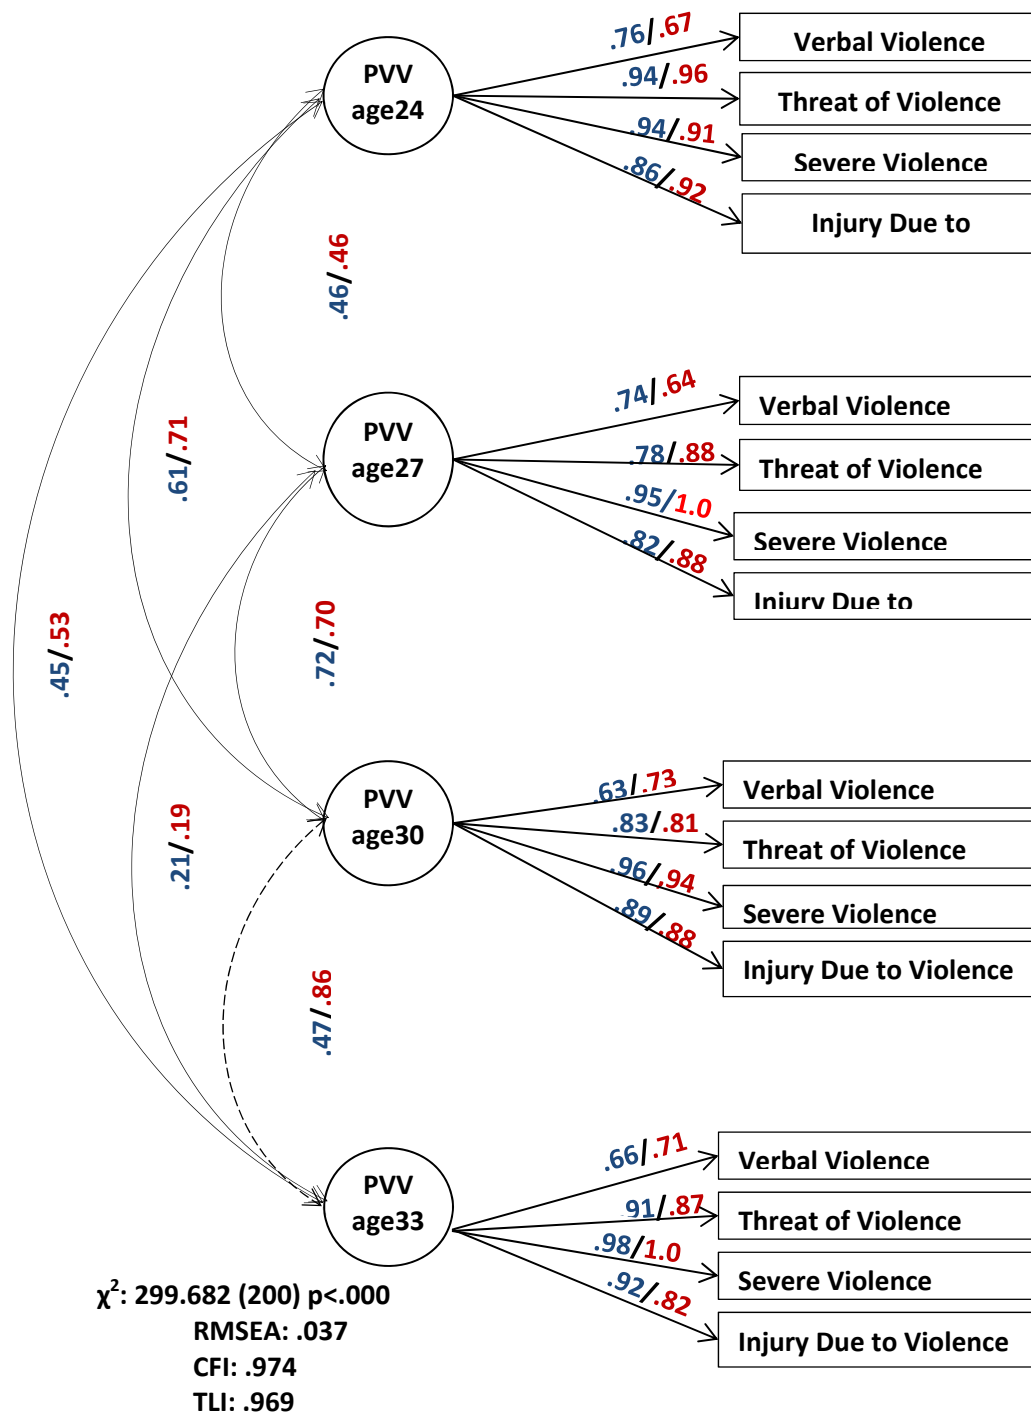 PVV
age24
.76/.67
.94/.96
.94/.91
.86/.92
Verbal Violence
Threat of Violence
Severe Violence
Injury Due to
.46/.46
PVV
age27
.74/.64
.78/.88
.95/1.0
.82/.88
Verbal Violence
Threat of Violence
Severe Violence
Injury Due to
.61/.71
.72/.70
.45/.53
PVV
age30
.63/.73
.83/.81
.96/.94
.89/.88
Verbal Violence
Threat of Violence
Severe Violence
Injury Due to Violence
.21/.19
.47/.86
PVV
age33
.66/.71
.91/.87
.98/1.0
.92/.82
Verbal Violence
Threat of Violence
Severe Violence
Injury Due to Violence
χ²: 299.682 (200) p<.000
RMSEA: .037
CFI: .974
TLI: .969